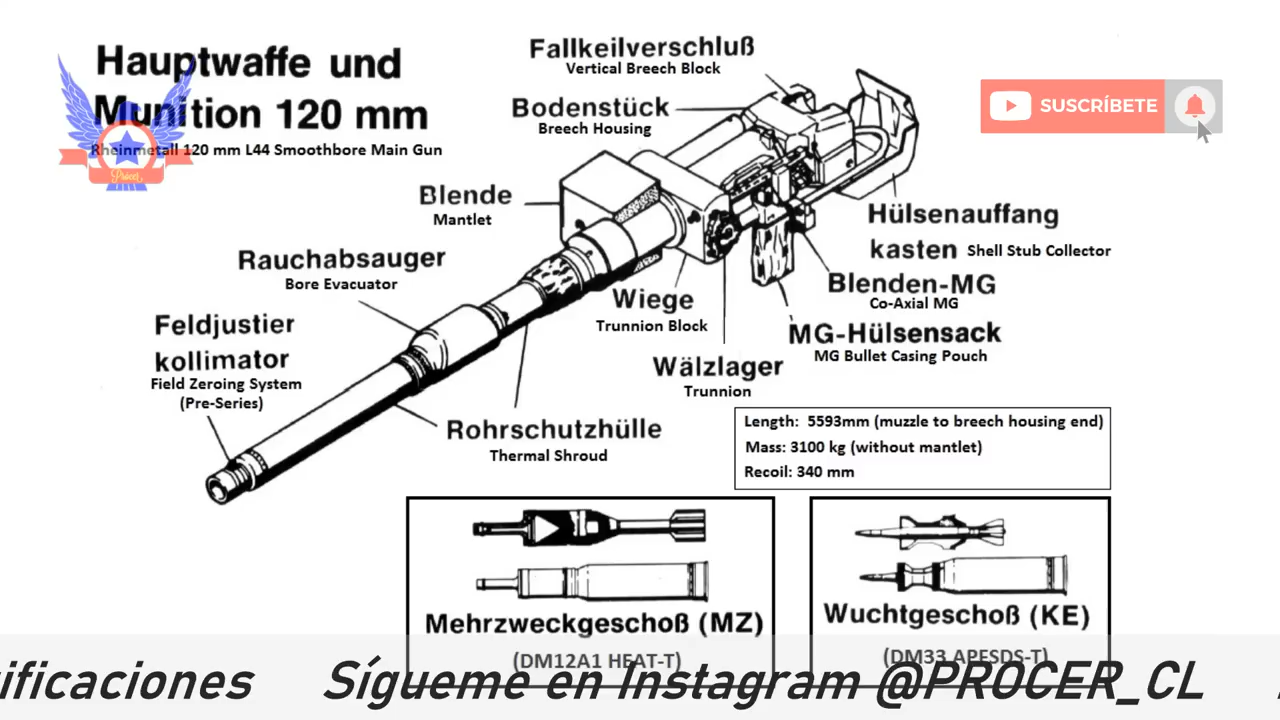 Hauptwaffe und
Munition 120 mm
Rheinmetall 120 mm L44 Smoothbore Main Gun
Prócer
SUSCRÍBETE
Fallkeilverschluß
Vertical Breech Block
Bodenstück
Breech Housing
Blende
Mantlet
Rauchabsauger
Bore Evacuator
Feldjustier
kollimator
Field Zeroing System
(Pre-Series)
Hülsenauffang
kasten Shell Stub Collector
Blenden-MG
Co-Axial MG
Wiege
Trunnion Block
MG-Hülsensack
MG Bullet Casing Pouch
Wälzlager
Trunnion
Rohrschutzhülle
Thermal Shroud
Length: 5593mm (muzzle to breech housing end)
Mass: 3100 kg (without mantlet)
Recoil: 340 mm
Mehrzweckgeschoß (MZ)
(DM12A1 HEAT-T)
Wuchtgeschoß (KE)
(DM33 APFSDS-T)
ificaciones Sígueme en Instagram @PROCER_CL